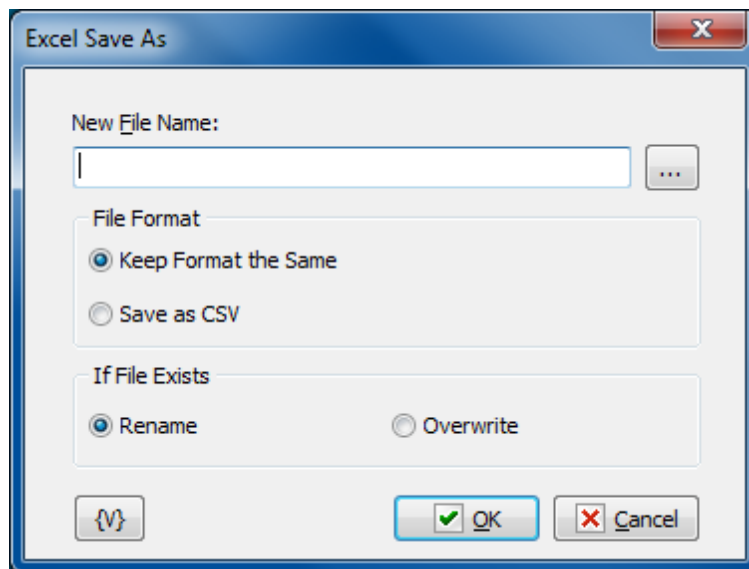 Excel Save As
New File Name:
...
File Format
Keep Format the Same
Save as CSV
If File Exists
Rename Overwrite
{V} OK Cancel